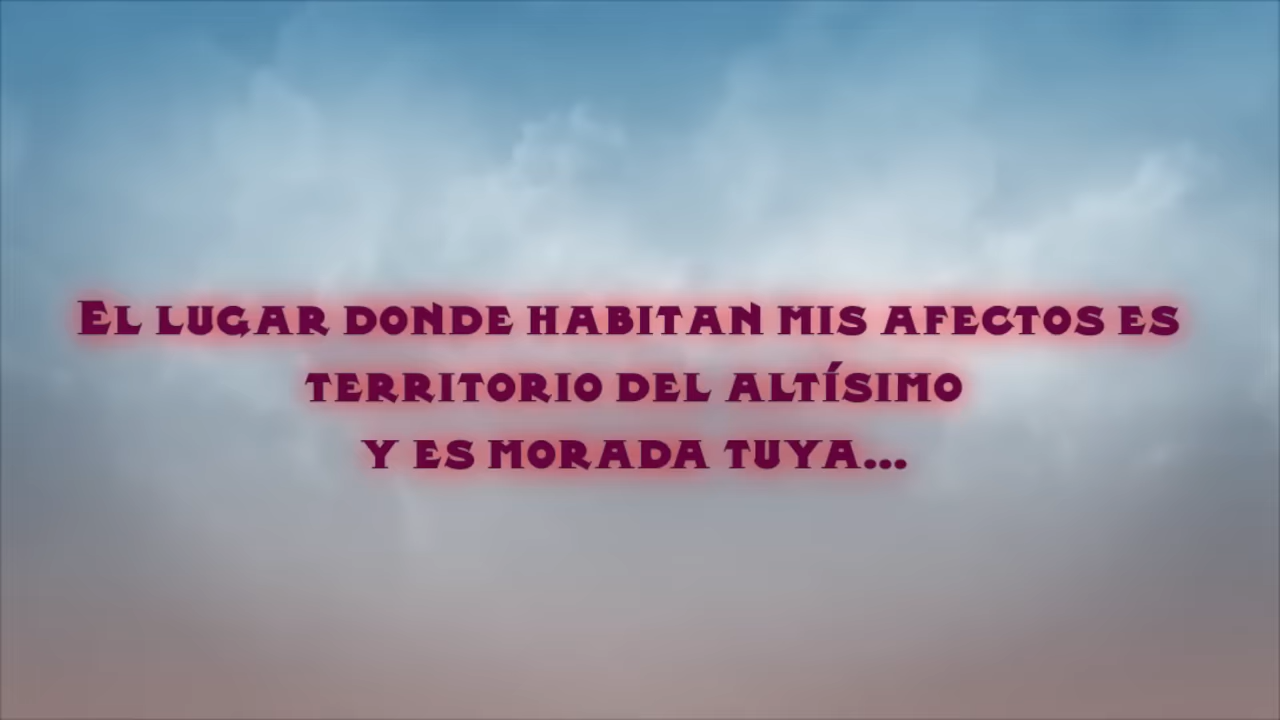 El lugar donde habitan mis afectos es
territorio del altísimo
y es morada tuya...